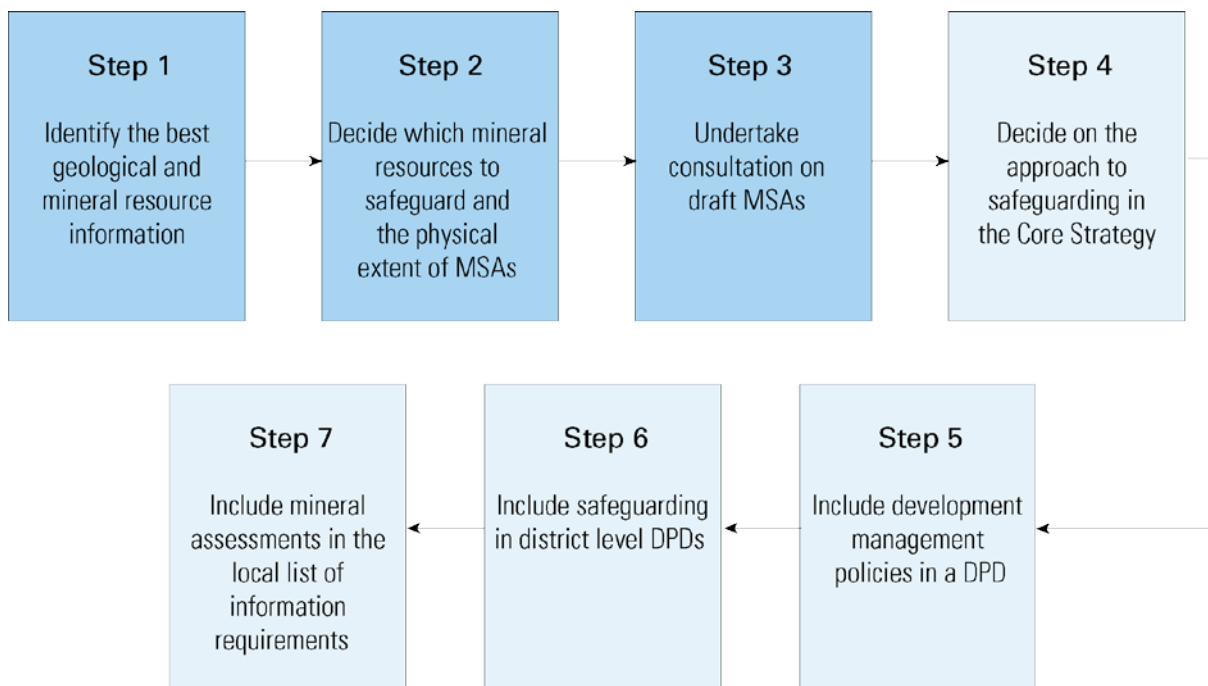 Step 1
Identify the best
geological and
mineral resource
information
Step 2
Decide which mineral
resources to
safeguard and
the physical
extent of MSAs
Step 3
Undertake
consultation on
draft MSAs
Step 4
Decide on the
approach to
safeguarding in
the Core Strategy
Step 5
Include development
management
policies in a DPD
Step 6
Include safeguarding
in district level DPDs
Step 7
Include mineral
assessments in the
local list of
information
requirements